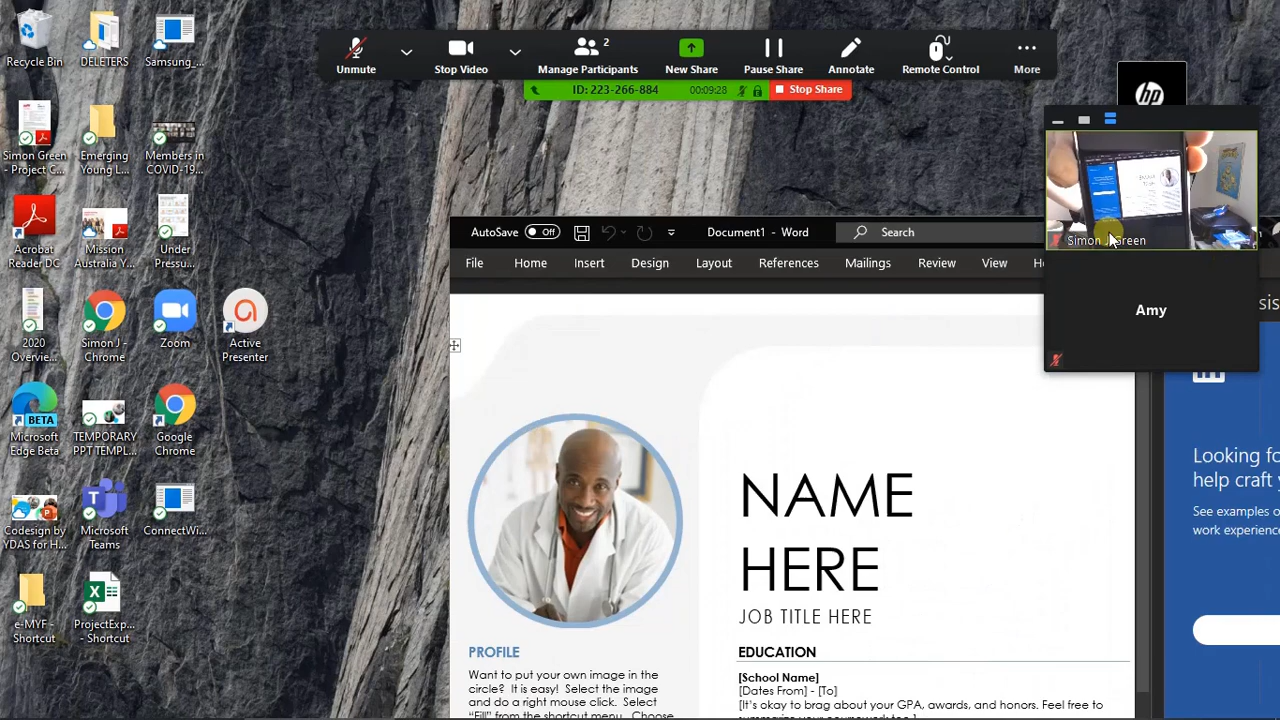 Recycle Bin
DELETERS
Samsung_...
Simon Green
- Project C...
Emerging
Young L...
Members in
COVID-19...
Acrobat
Reader DC
Mission
Australia Y...
Under
Pressu...
2020
Overvie...
Simon J -
Chrome
Zoom
Active
Presenter
BETA
Microsoft
Edge Beta
TEMPORARY
PPT TEMPL...
Google
Chrome
Codesign by
YDAS for H...
Microsoft
Teams
ConnectWi...
e-MYF -
Shortcut
ProjectExp...
- Shortcut
Unmute
Stop Video
2
Manage Participants
New Share
Pause Share
Annotate
Remote Control
More
ID: 223-266-884
00:09:28
Stop Share
hp
Amy
AutoSave Off
Document1 - Word
Search
File
Home
Insert
Design
Layout
References
Mailings
Review
View
NAME
HERE
JOB TITLE HERE
PROFILE
Want to put your own image in the
circle? It is easy! Select the image
and do a right mouse click. Select
"Fill" from the shortcut menu. Choose
EDUCATION
[School Name]
[Dates From] - [To]
[It's okay to brag about your GPA, awards, and honors. Feel free to
in
Looking fo
help craft y
See examples o
work experienc